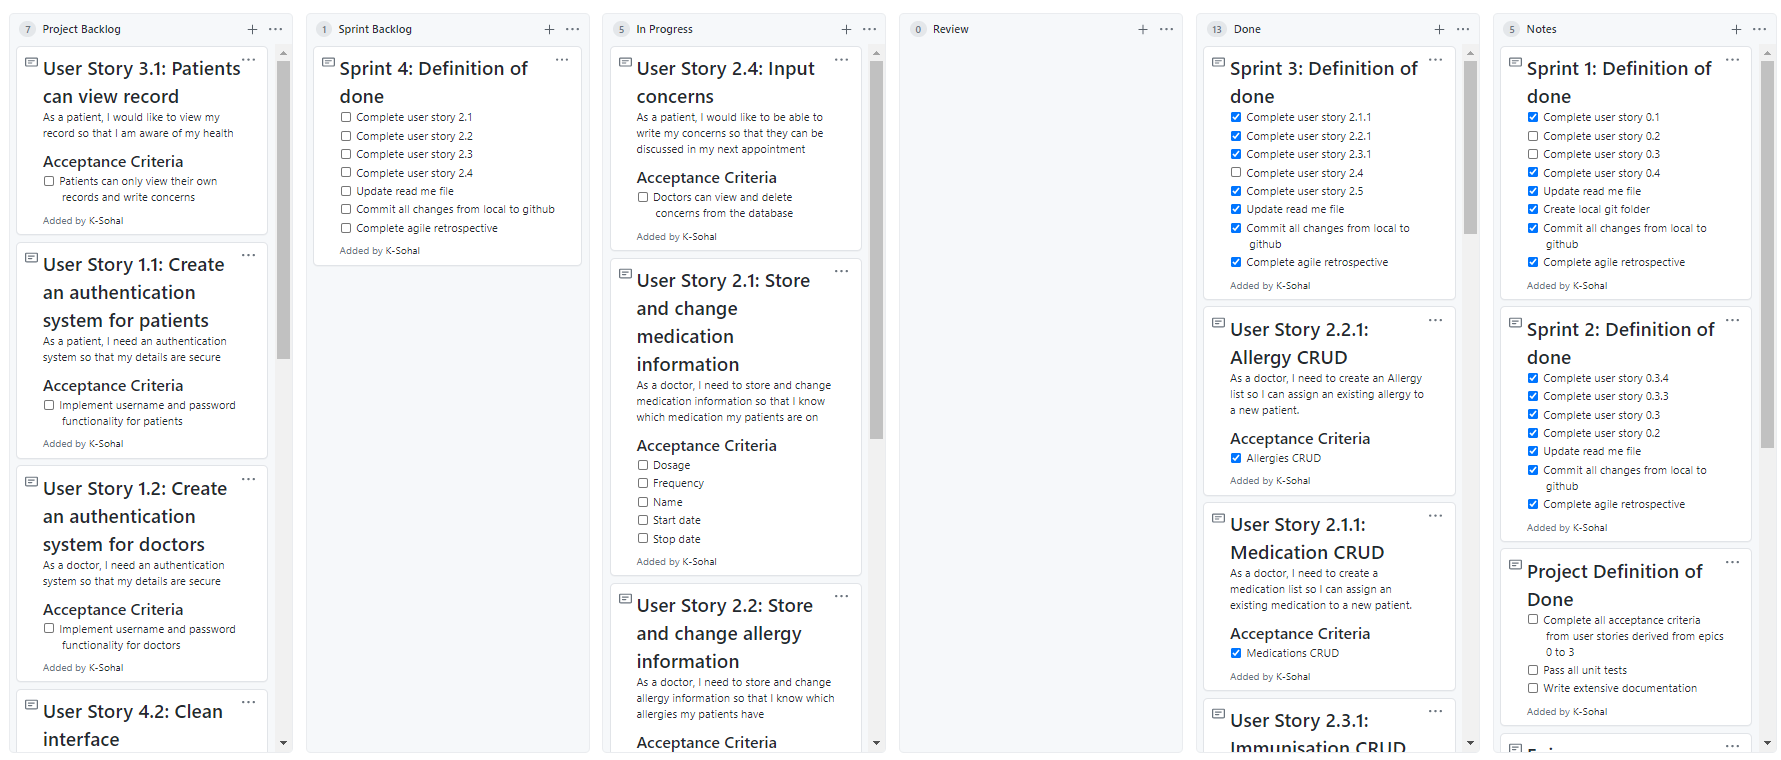 7 Project Backlog
User Story 3.1: Patients
can view record
As a patient, I would like to view my
record so that I am aware of my health
Acceptance Criteria
Patients can only view their own
records and write concerns
Added by K-Sohal
User Story 1.1: Create
an authentication
system for patients
As a patient, I need an authentication
system so that my details are secure
Acceptance Criteria
Implement username and password
functionality for patients
Added by K-Sohal
User Story 1.2: Create
an authentication
system for doctors
As a doctor, I need an authentication
system so that my details are secure
Acceptance Criteria
Implement username and password
functionality for doctors
Added by K-Sohal
User Story 4.2: Clean
interface
1 Sprint Backlog
Sprint 4: Definition of
done
Complete user story 2.1
Complete user story 2.2
Complete user story 2.3
Complete user story 2.4
Update read me file
Commit all changes from local to github
Complete agile retrospective
Added by K-Sohal
5 In Progress
User Story 2.4: Input
concerns
As a patient, I would like to be able to
write my concerns so that they can be
discussed in my next appointment
Acceptance Criteria
Doctors can view and delete
concerns from the database
Added by K-Sohal
User Story 2.1: Store
and change
medication
information
As a doctor, I need to store and change
medication information so that I know
which medication my patients are on
Acceptance Criteria
Dosage
Frequency
Name
Start date
Stop date
Added by K-Sohal
User Story 2.2: Store
and change allergy
information
As a doctor, I need to store and change
allergy information so that I know which
allergies my patients have
Acceptance Criteria
0 Review
13 Done
Sprint 3: Definition of
done
Complete user story 2.1.1
Complete user story 2.2.1
Complete user story 2.3.1
Complete user story 2.4
Complete user story 2.5
Update read me file
Commit all changes from local to
github
Complete agile retrospective
Added by K-Sohal
User Story 2.2.1:
Allergy CRUD
As a doctor, I need to create an Allergy
list so I can assign an existing allergy to
a new patient.
Acceptance Criteria
Allergies CRUD
Added by K-Sohal
User Story 2.1.1:
Medication CRUD
As a doctor, I need to create a
medication list so I can assign an
existing medication to a new patient.
Acceptance Criteria
Medications CRUD
Added by K-Sohal
User Story 2.3.1:
Immunisation CRUD
5 Notes
Sprint 1: Definition of
done
Complete user story 0.1
Complete user story 0.2
Complete user story 0.3
Complete user story 0.4
Update read me file
Create local git folder
Commit all changes from local to
github
Complete agile retrospective
Added by K-Sohal
Sprint 2: Definition of
done
Complete user story 0.3.4
Complete user story 0.3.3
Complete user story 0.3
Complete user story 0.2
Update read me file
Commit all changes from local to
github
Complete agile retrospective
Added by K-Sohal
Project Definition of
Done
Complete all acceptance criteria
from user stories derived from epics
0 to 3
Pass all unit tests
Write extensive documentation
Added by K-Sohal